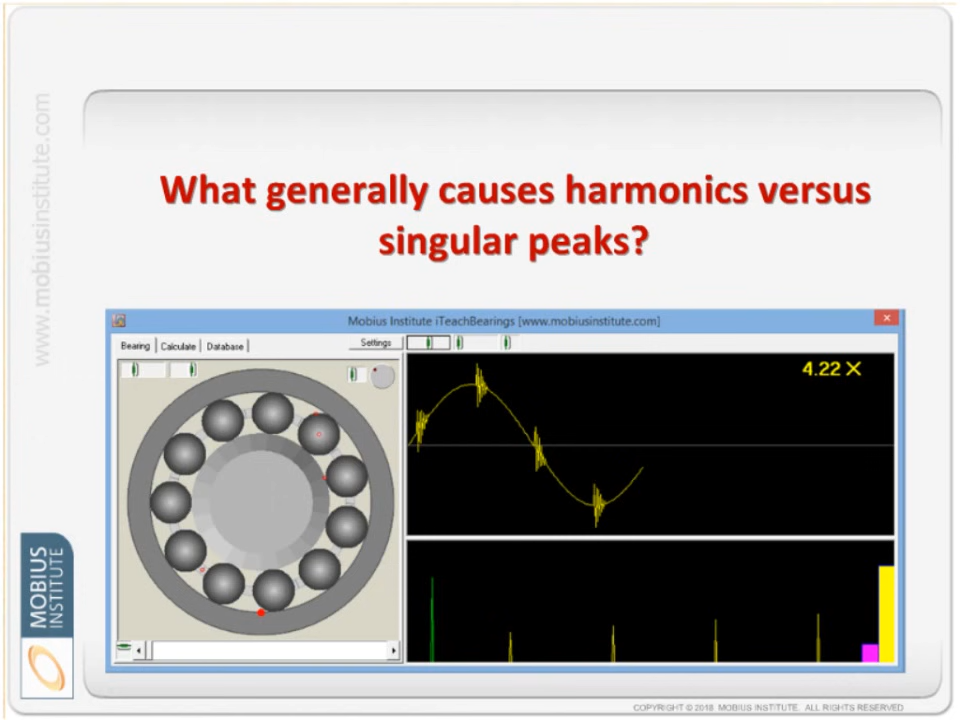 www.mobiusinstitute.com
What generally causes harmonics versus
singular peaks?
Mobius Institute iTeachBearings [www.mobiusinstitute.com]
Bearing Calculate Database Settings
4.22 X
MOBIUS
INSTITUTE
COPYRIGHT © 2018 MOBIUS INSTITUTE. ALL RIGHTS RESERVED